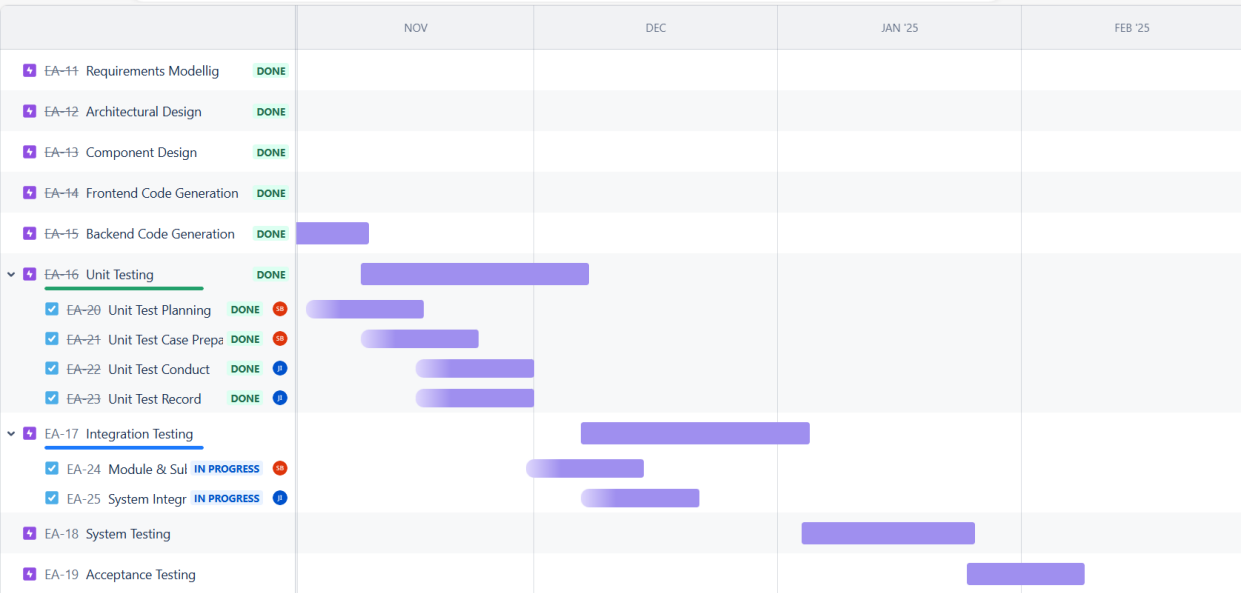 NOV DEC JAN '25 FEB '25
EA-11 Requirements Modellig DONE
EA-12 Architectural Design DONE
EA-13 Component Design DONE
EA-14 Frontend Code Generation DONE
EA-15 Backend Code Generation DONE
EA-16 Unit Testing DONE
EA-20 Unit Test Planning DONE SB
EA-21 Unit Test Case Prepa DONE SB
EA-22 Unit Test Conduct DONE JI
EA-23 Unit Test Record DONE JI
EA-17 Integration Testing
EA-24 Module & Sul IN PROGRESS SB
EA-25 System Integr IN PROGRESS JI
EA-18 System Testing
EA-19 Acceptance Testing